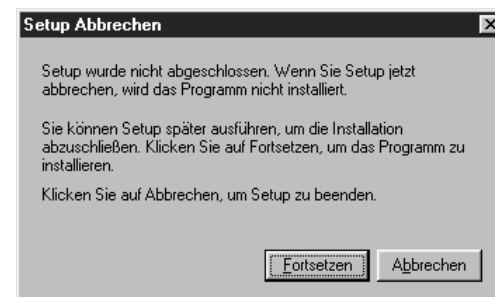 Setup Abbrechen
Setup wurde nicht abgeschlossen. Wenn Sie Setup jetzt
abbrechen, wird das Programm nicht installiert.
Sie können Setup später ausführen, um die Installation
abzuschließen. Klicken Sie auf Fortsetzen, um das Programm zu
installieren.
Klicken Sie auf Abbrechen, um Setup zu beenden.
Fortsetzen Abbrechen